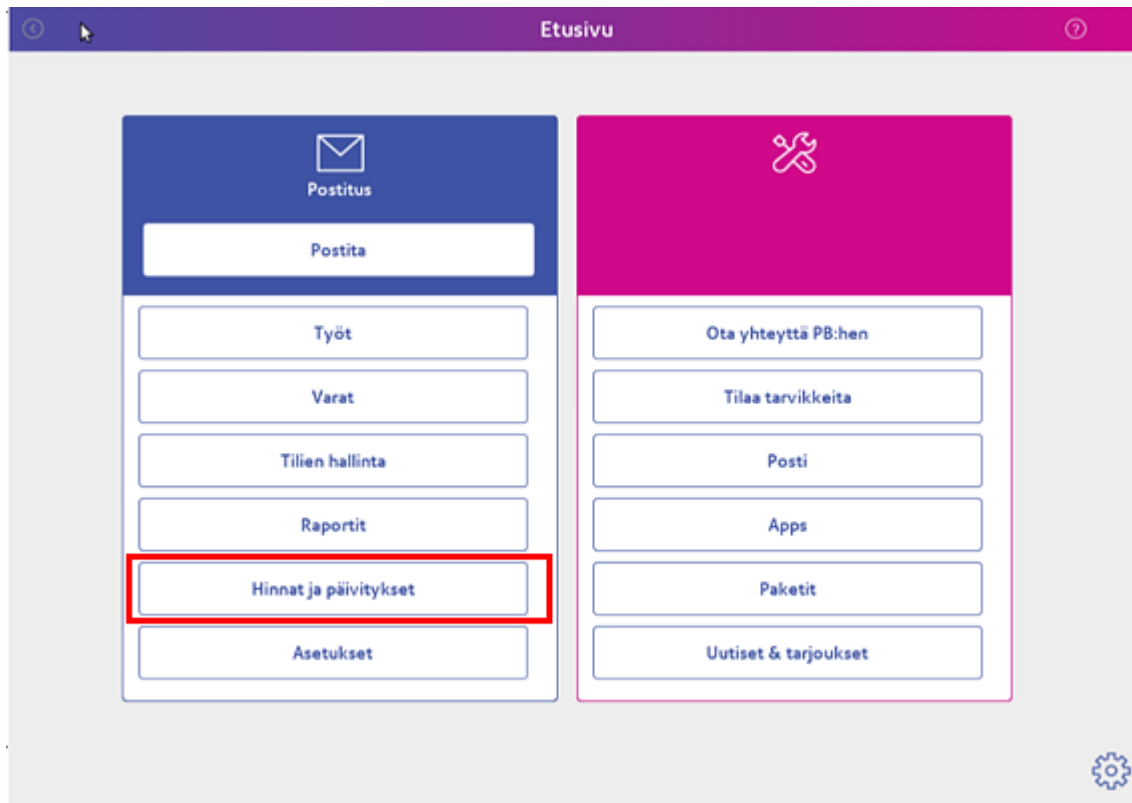 Etusivu
Postitus
Postita
Työt
Varat
Tilien hallinta
Raportit
Hinnat ja päivitykset
Asetukset
Ota yhteyttä PB:hen
Tilaa tarvikkeita
Posti
Apps
Paketit
Uutiset & tarjoukset